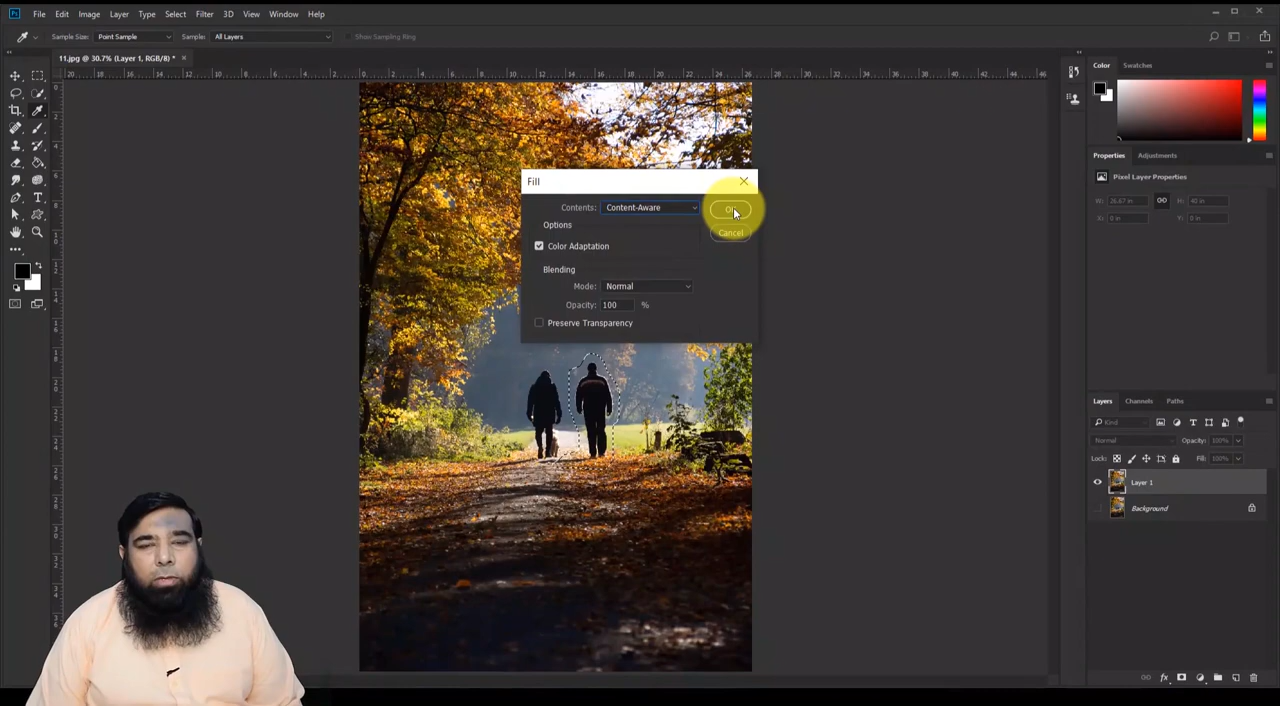 Ps File Edit Image Layer Type Select Filter 3D View Window Help
Sample Size: Point Sample Sample: All Layers Show Sampling Ring
11.jpg @ 30.7% (Layer 1, RGB/8) *
Color Swatches
Fill
Contents: Content-Aware
OK
Options
Cancel
Color Adaptation
Blending
Mode: Normal
Opacity: 100 %
Preserve Transparency
Properties Adjustments
Pixel Layer Properties
W: 26.67 in H: 40 in
X: 0 in Y: 0 in
Layers Channels Paths
Kind
Normal Opacity: 100%
Lock: Fill: 100%
Layer 1
Background
fx